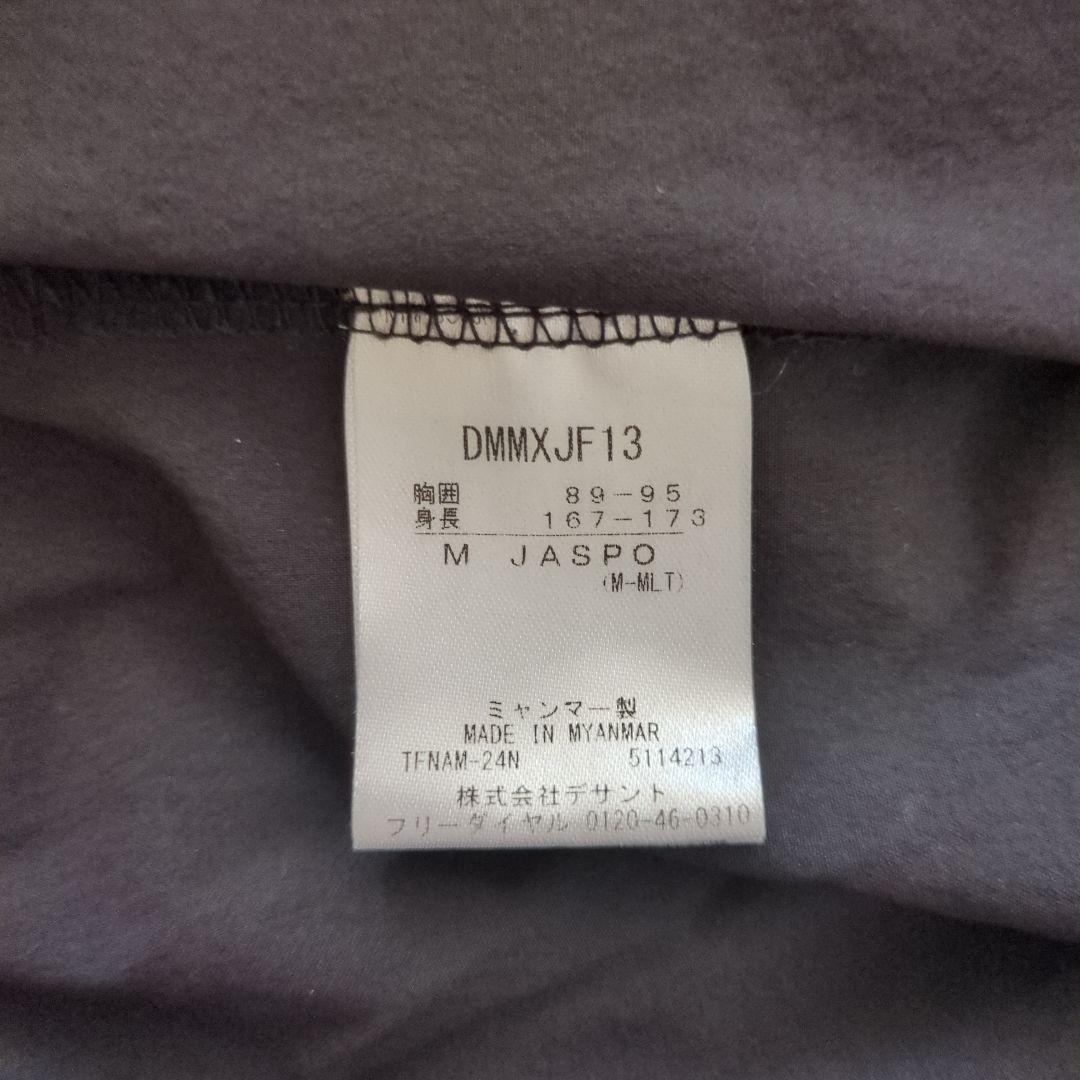 DMMXJF13
胸囲 89-95
身長 167-173
M JASPO
(M-MLT)
ミャンマー製
MADE IN MYANMAR
TFNAM-24N 5114213
株式会社デサント
フリーダイヤル 0120-46-0310